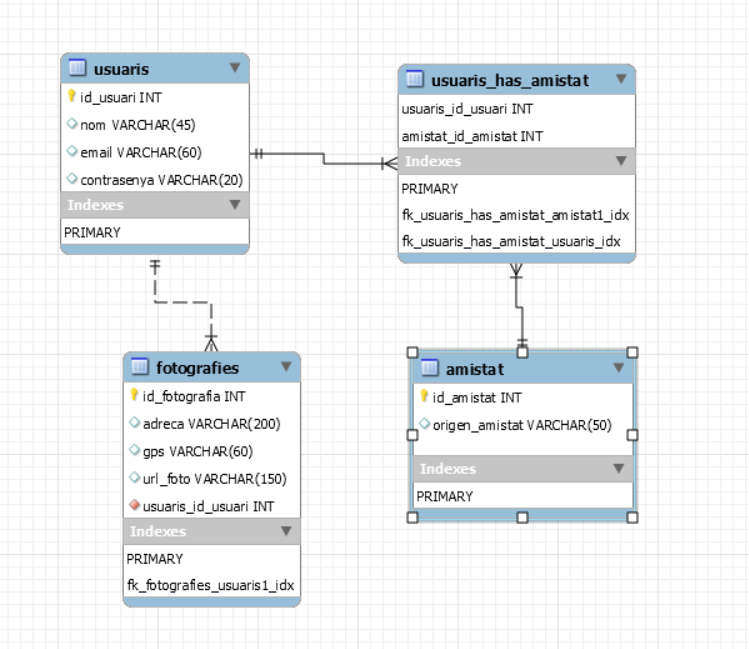 usuaris
id_usuari INT
nom VARCHAR(45)
email VARCHAR(60)
contrasenya VARCHAR(20)
Indexes
PRIMARY
usuaris_has_amistat
usuaris_id_usuari INT
amistat_id_amistat INT
Indexes
PRIMARY
fk_usuaris_has_amistat_amistat1_idx
fk_usuaris_has_amistat_usuaris_idx
fotografies
id_fotografia INT
adreca VARCHAR(200)
gps VARCHAR(60)
url_foto VARCHAR(150)
usuaris_id_usuari INT
Indexes
PRIMARY
fk_fotografies_usuaris1_idx
amistat
id_amistat INT
origen_amistat VARCHAR(50)
Indexes
PRIMARY